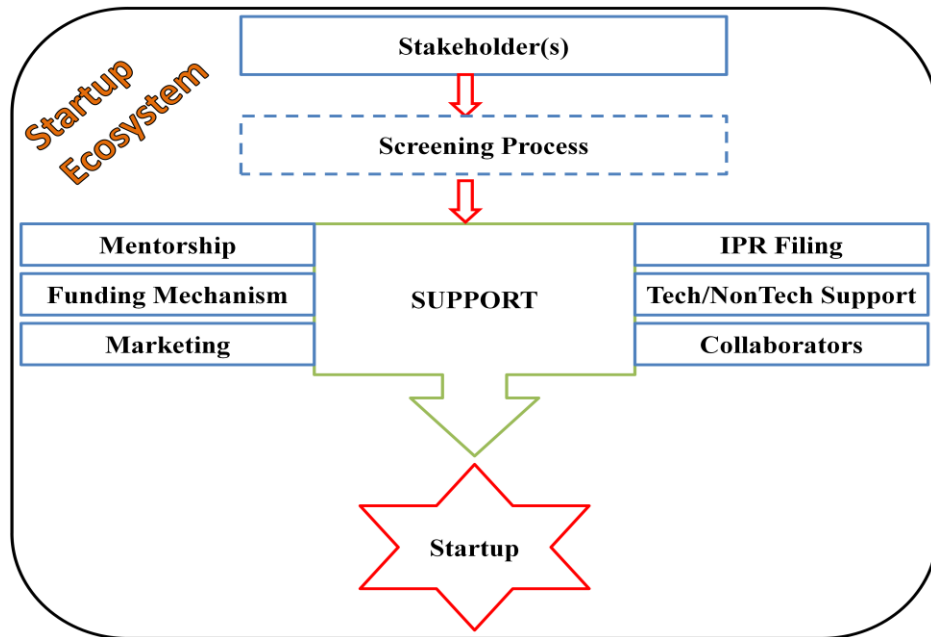 Startup
Ecosystem
Stakeholder(s)
Screening Process
Mentorship
Funding Mechanism
Marketing
SUPPORT
IPR Filing
Tech/NonTech Support
Collaborators
Startup